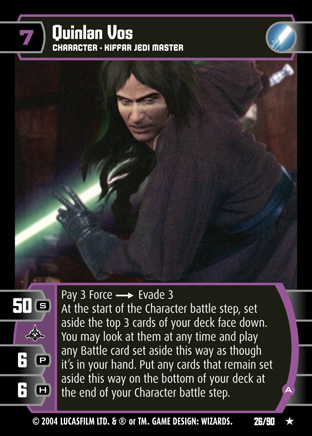 7
Quinlan Vos
CHARACTER - KIFFAR JEDI MASTER
50 S
6 P
6 H
Pay 3 Force → Evade 3
At the start of the Character battle step, set
aside the top 3 cards of your deck face down.
You may look at them at any time and play
any Battle card set aside this way as though
it's in your hand. Put any cards that remain set
aside this way on the bottom of your deck at
the end of your Character battle step.
A
© 2004 LUCASFILM LTD. & ® or TM. GAME DESIGN: WIZARDS.
26/90 ★